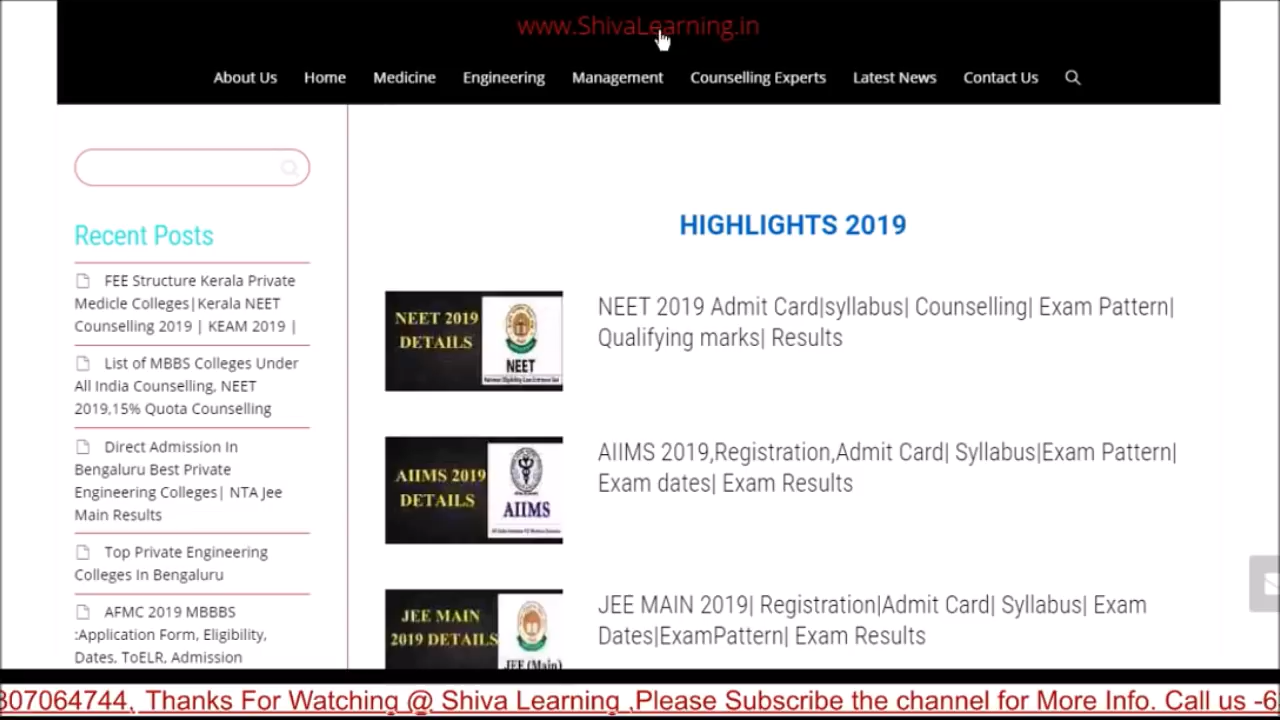 www.ShivaLearning.in
About Us Home Medicine Engineering Management Counselling Experts Latest News Contact Us
Recent Posts
FEE Structure Kerala Private
Medicle Colleges|Kerala NEET
Counselling 2019 | KEAM 2019 |
List of MBBS Colleges Under
All India Counselling, NEET
2019,15% Quota Counselling
Direct Admission In
Bengaluru Best Private
Engineering Colleges| NTA Jee
Main Results
Top Private Engineering
Colleges In Bengaluru
AFMC 2019 MBBBS
:Application Form, Eligibility,
Dates, ToELR, Admission
HIGHLIGHTS 2019
NEET 2019
DETAILS
NEET
NEET 2019 Admit Card|syllabus| Counselling| Exam Pattern|
Qualifying marks| Results
AIIMS 2019
DETAILS
AIIMS
AIIMS 2019,Registration,Admit Card| Syllabus|Exam Pattern|
Exam dates| Exam Results
JEE MAIN
2019 DETAILS
JEE (Main)
JEE MAIN 2019| Registration|Admit Card| Syllabus| Exam
Dates|ExamPattern| Exam Results
307064744, Thanks For Watching @ Shiva Learning ,Please Subscribe the channel for More Info. Call us -6